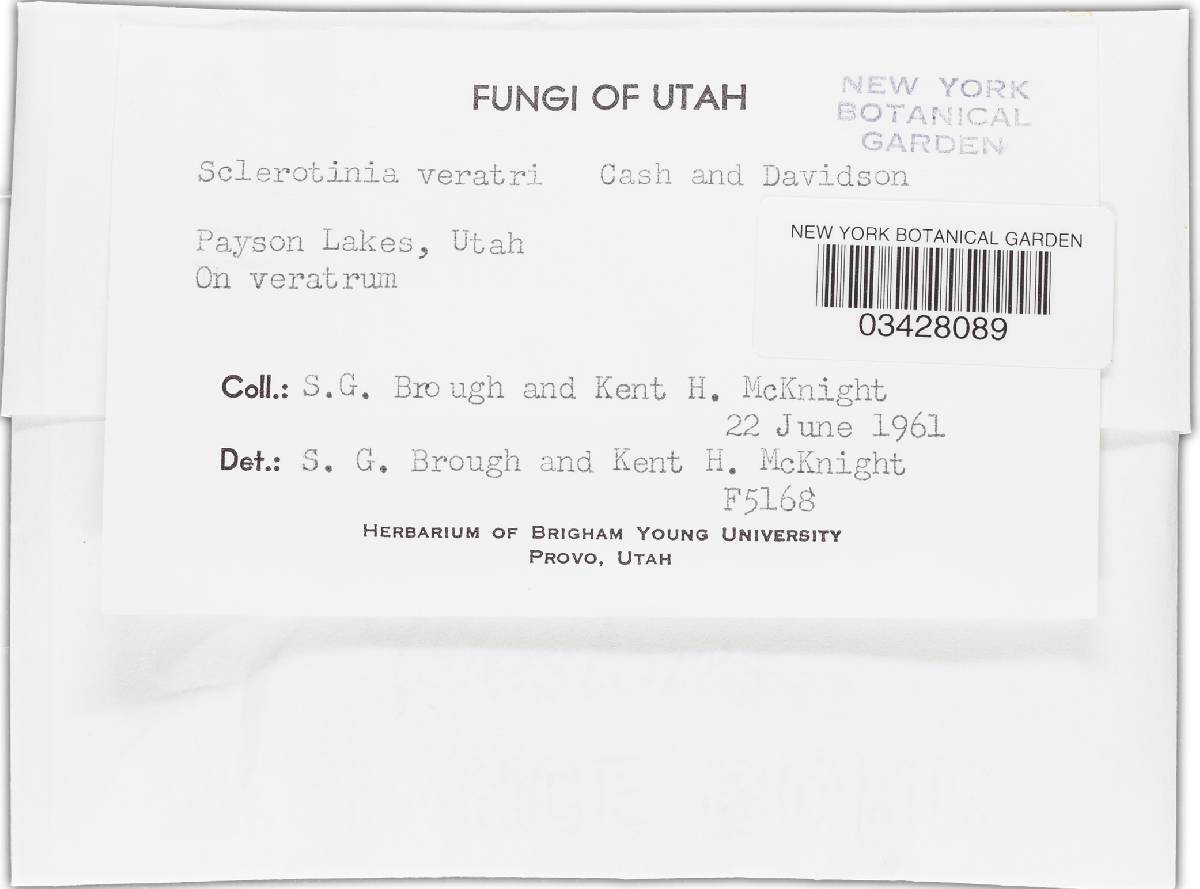 FUNGI OF UTAH
NEW YORK
BOTANICAL
GARDEN
Sclerotinia veratri Cash and Davidson
Payson Lakes, Utah
On veratrum
NEW YORK BOTANICAL GARDEN
03428089
Coll.: S.G. Brough and Kent H. McKnight
22 June 1961
Det.: S. G. Brough and Kent H. McKnight
F5168
HERBARIUM OF BRIGHAM YOUNG UNIVERSITY
PROVO, UTAH